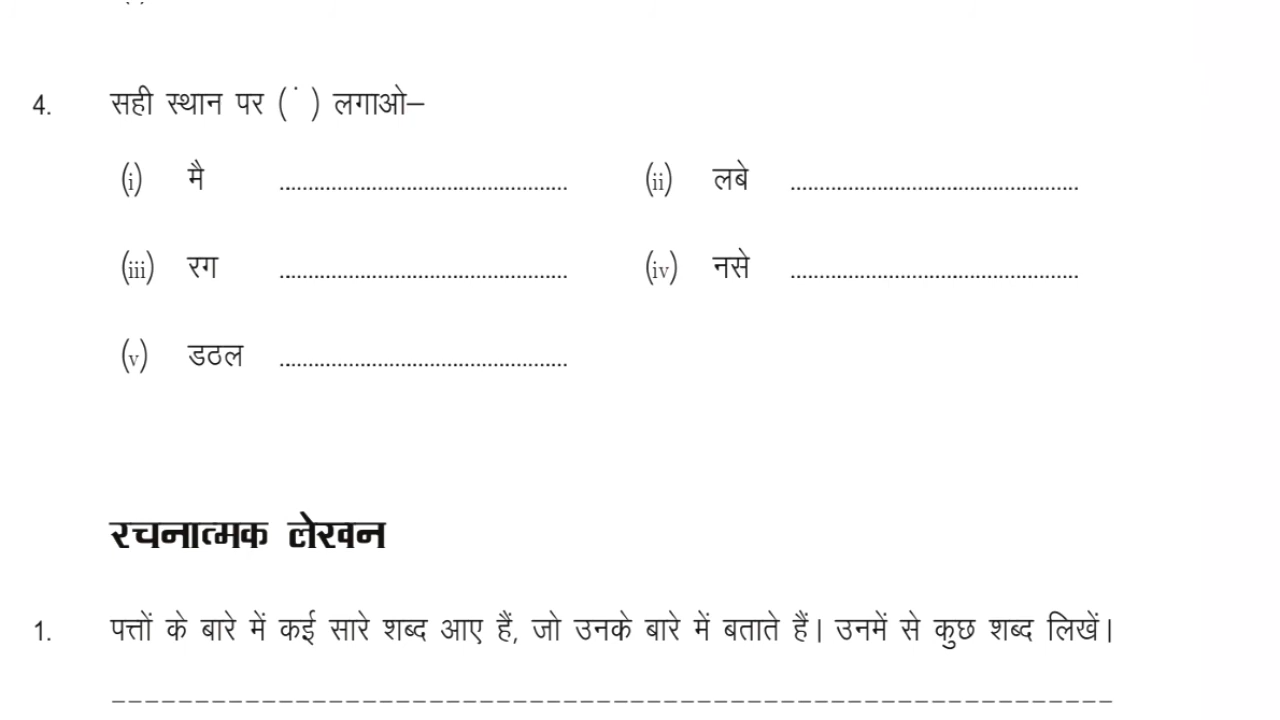 4. सही स्थान पर ( ं ) लगाओ–
(i) मै ................................................ (ii) लबे ................................................
(iii) रग ................................................ (iv) नसे ................................................
(v) डठल ................................................
रचनात्मक लेखन
1. पत्तों के बारे में कई सारे शब्द आए हैं, जो उनके बारे में बताते हैं। उनमें से कुछ शब्द लिखें।